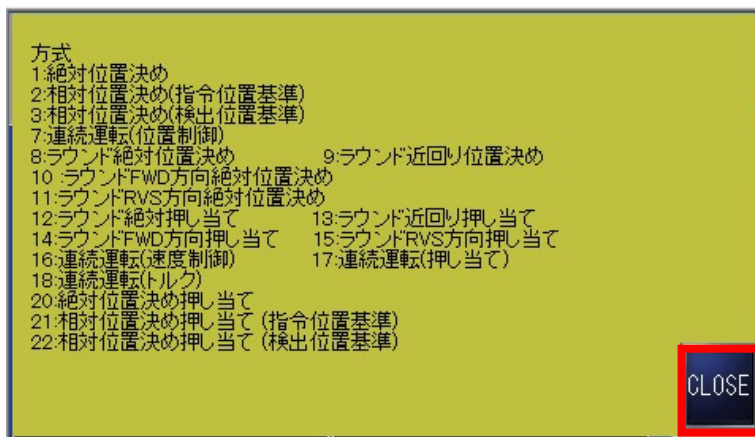 方式
1:絶対位置決め
2:相対位置決め(指令位置基準)
3:相対位置決め(検出位置基準)
7:連続運転(位置制御)
8:ラウンド絶対位置決め 9:ラウンド近回り位置決め
10 :ラウンドFWD方向絶対位置決め
11:ラウンドRVS方向絶対位置決め
12:ラウンド絶対押し当て 13:ラウンド近回り押し当て
14:ラウンドFWD方向押し当て 15:ラウンドRVS方向押し当て
16:連続運転(速度制御) 17:連続運転(押し当て)
18:連続運転(トルク)
20:絶対位置決め押し当て
21:相対位置決め押し当て (指令位置基準)
22:相対位置決め押し当て (検出位置基準)
CLOSE